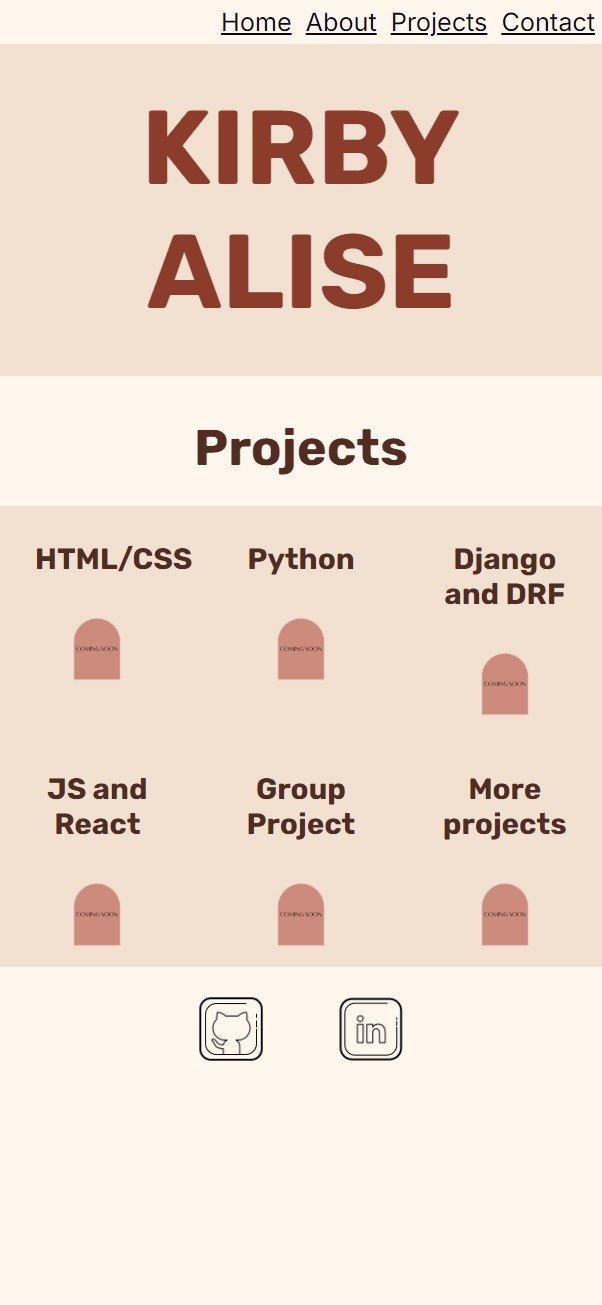 Home About Projects Contact
KIRBY
ALISE
Projects
HTML/CSS Python Django
and DRF
COMING SOON COMING SOON COMING SOON
JS and Group More
React Project projects
COMING SOON COMING SOON COMING SOON
in